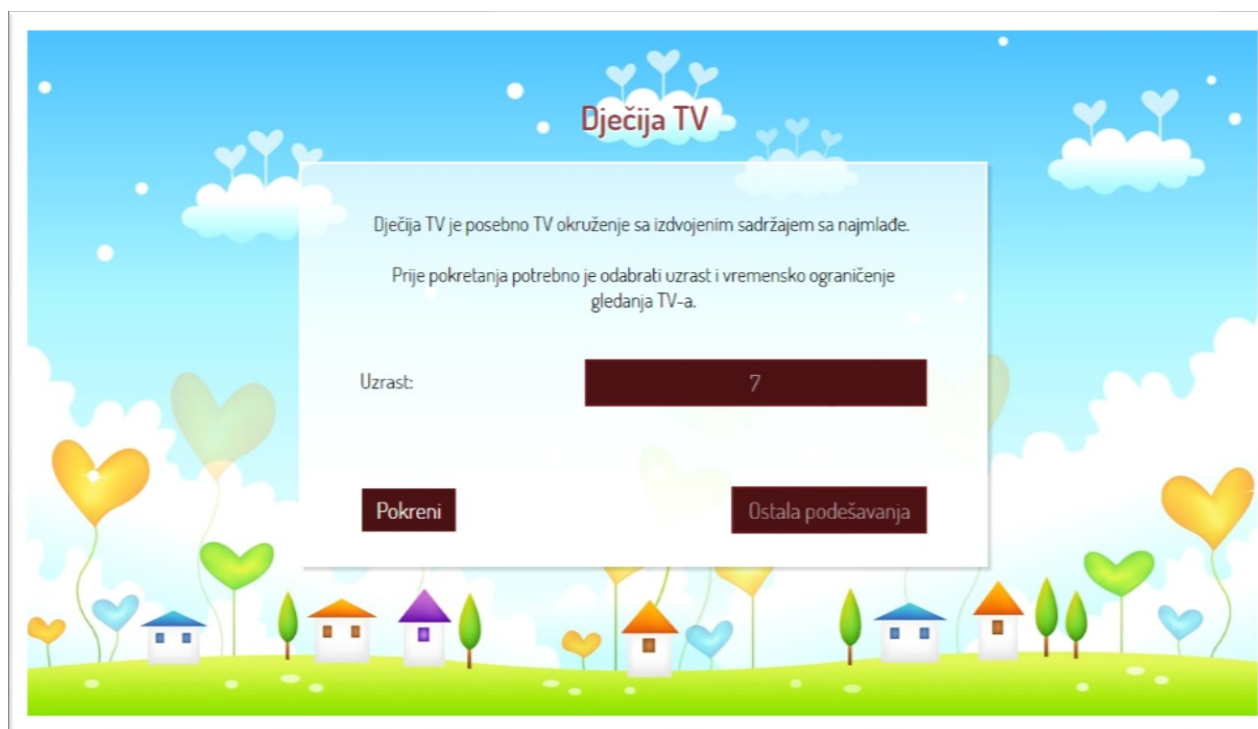 Dječija TV
Dječija TV je posebno TV okruženje sa izdvojenim sadržajem sa najmlađe.
Prije pokretanja potrebno je odabrati uzrast i vremensko ograničenje
gledanja TV-a.
Uzrast:
7
Pokreni
Ostala podešavanja